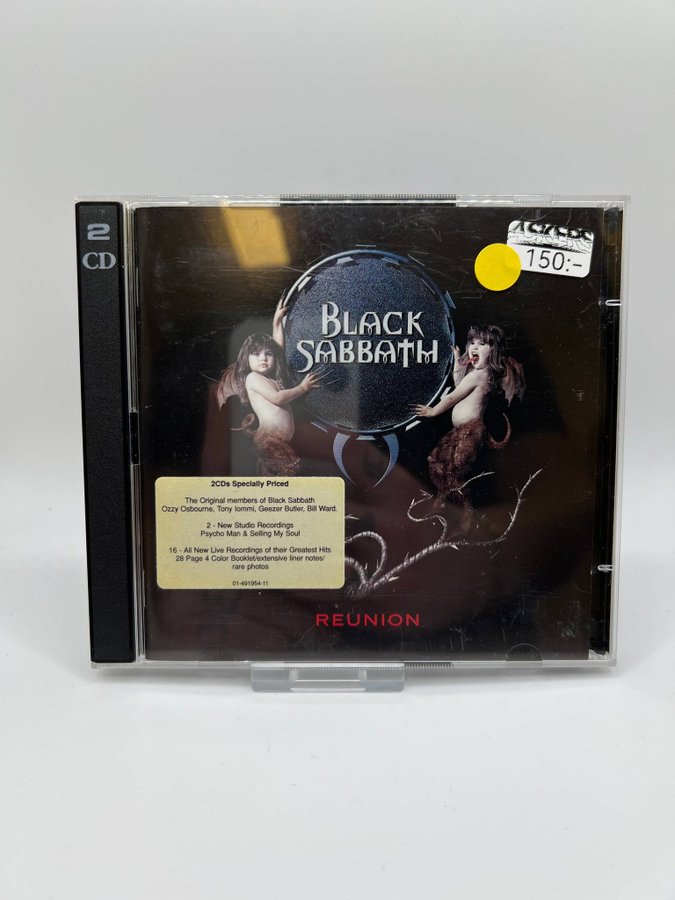 2
CD
150:-
BLACK
SABBATH
2CDs Specially Priced
The Original members of Black Sabbath
Ozzy Osbourne, Tony Iommi, Geezer Butler, Bill Ward.
2 - New Studio Recordings
Psycho Man & Selling My Soul
16 - All New Live Recordings of their Greatest Hits
28 Page 4 Color Booklet/extensive liner notes/
rare photos
01-491954-11
REUNION